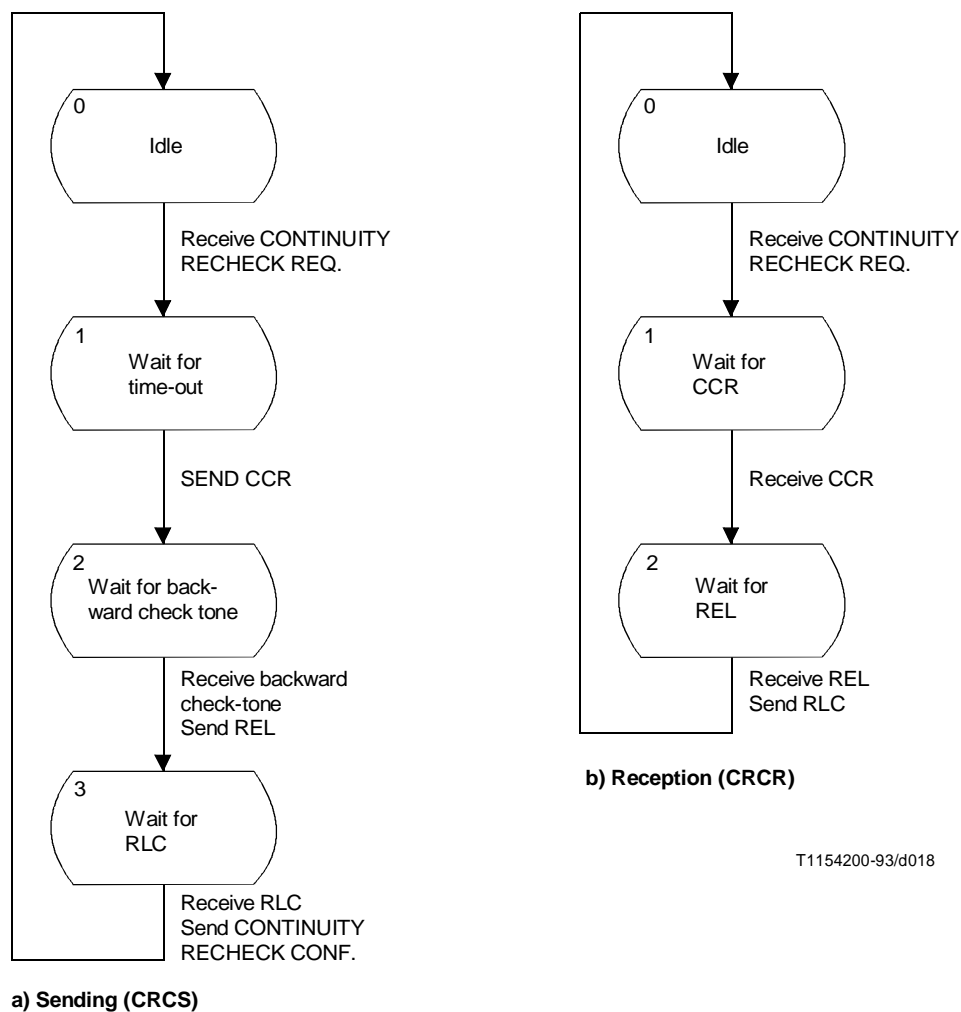 0
Idle
Receive CONTINUITY
RECHECK REQ.
1
Wait for
time-out
SEND CCR
2
Wait for back-
ward check tone
Receive backward
check-tone
Send REL
3
Wait for
RLC
Receive RLC
Send CONTINUITY
RECHECK CONF.
a) Sending (CRCS)
0
Idle
Receive CONTINUITY
RECHECK REQ.
1
Wait for
CCR
Receive CCR
2
Wait for
REL
Receive REL
Send RLC
b) Reception (CRCR)
T1154200-93/d018